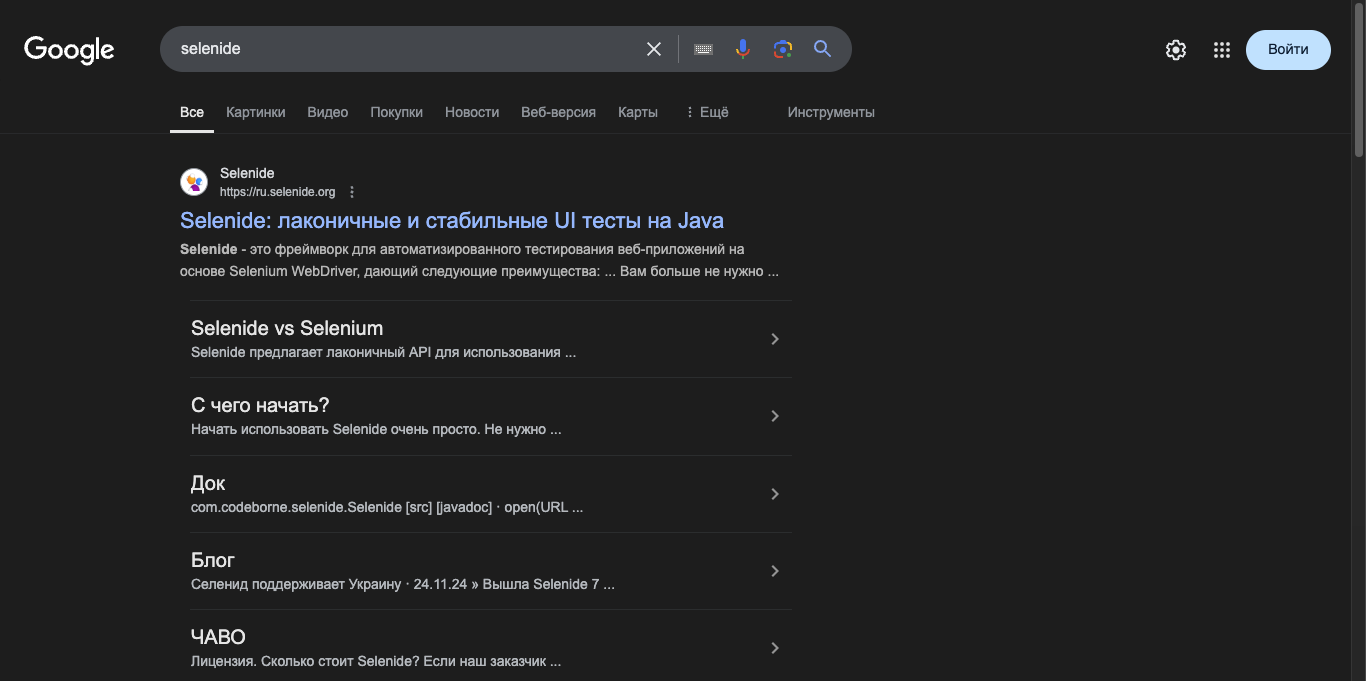 Google
selenide
Войти
Все
Картинки
Видео
Покупки
Новости
Веб-версия
Карты
Ещё
Инструменты
Selenide
https://ru.selenide.org
Selenide: лаконичные и стабильные UI тесты на Java
Selenide - это фреймворк для автоматизированного тестирования веб-приложений на
основе Selenium WebDriver, дающий следующие преимущества: ... Вам больше не нужно ...
Selenide vs Selenium
Selenide предлагает лаконичный API для использования ...
С чего начать?
Начать использовать Selenide очень просто. Не нужно ...
Док
com.codeborne.selenide.Selenide [src] [javadoc] · open(URL ...
Блог
Селенид поддерживает Украину · 24.11.24 » Вышла Selenide 7 ...
ЧАВО
Лицензия. Сколько стоит Selenide? Если наш заказчик ...